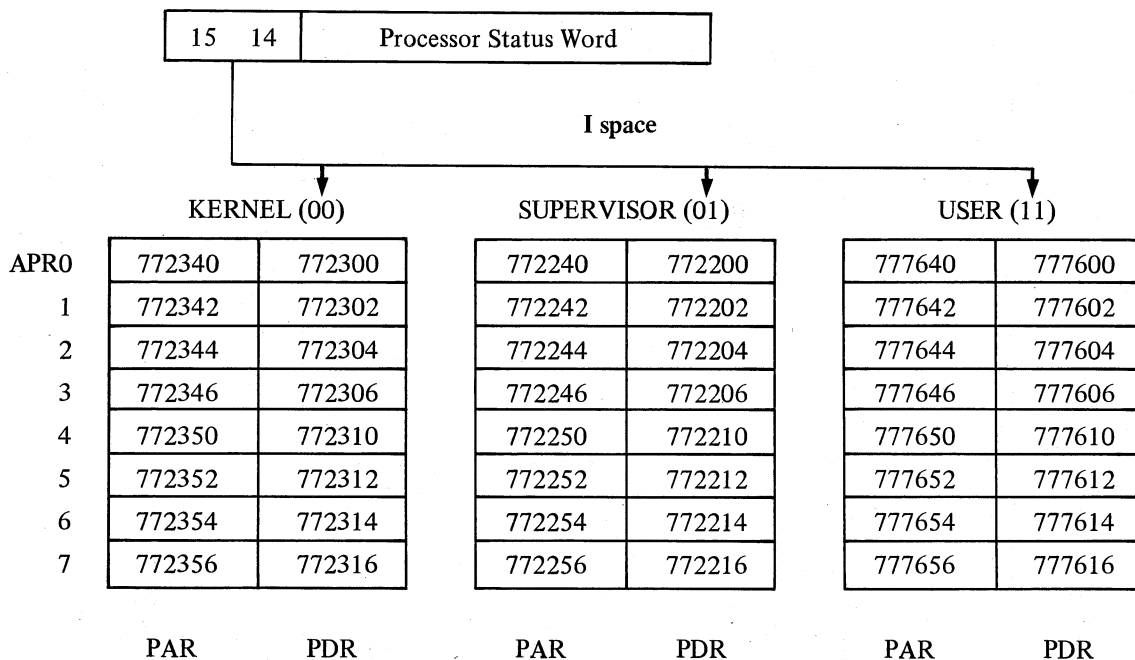 15 14 Processor Status Word
I space
KERNEL (00) SUPERVISOR (01) USER (11)
APR0 772340 772300 772240 772200 777640 777600
1 772342 772302 772242 772202 777642 777602
2 772344 772304 772244 772204 777644 777604
3 772346 772306 772246 772206 777646 777606
4 772350 772310 772250 772210 777650 777610
5 772352 772312 772252 772212 777652 777612
6 772354 772314 772254 772214 777654 777614
7 772356 772316 772256 772216 777656 777616
PAR PDR PAR PDR PAR PDR